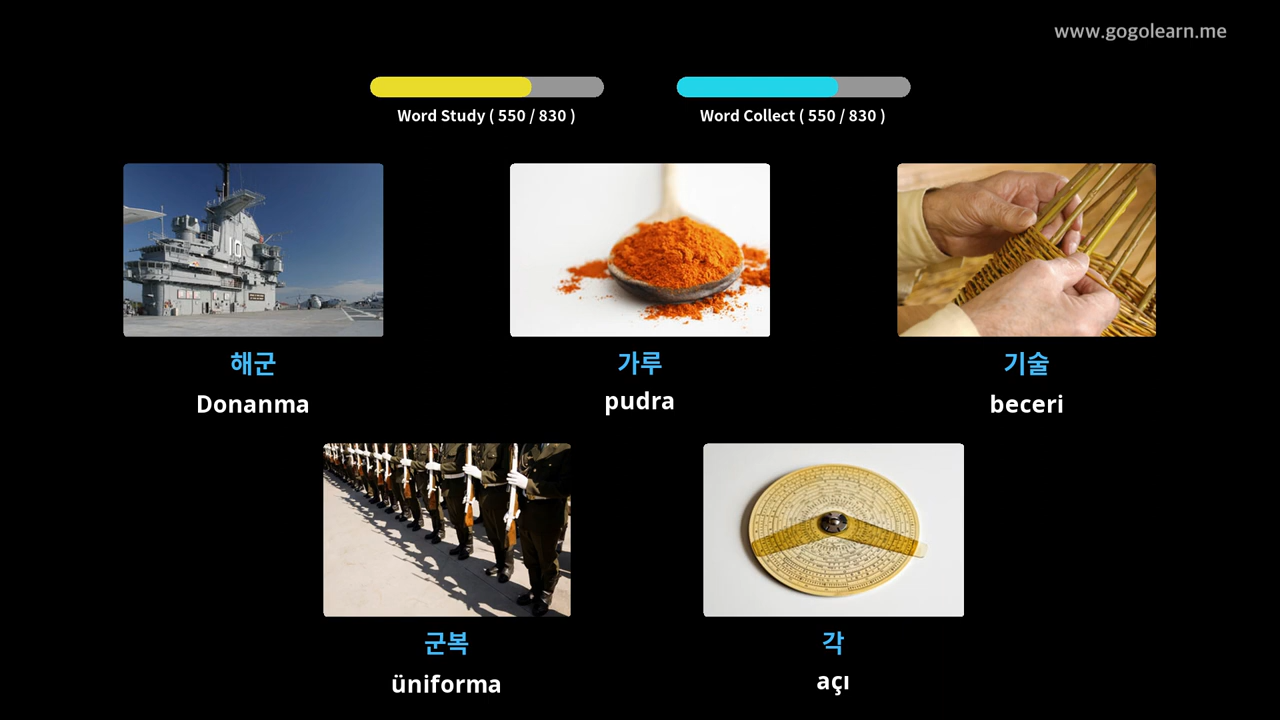 www.gogolearn.me
Word Study ( 550 / 830 )
Word Collect ( 550 / 830 )
해군
Donanma
가루
pudra
기술
beceri
군복
üniforma
각
açı